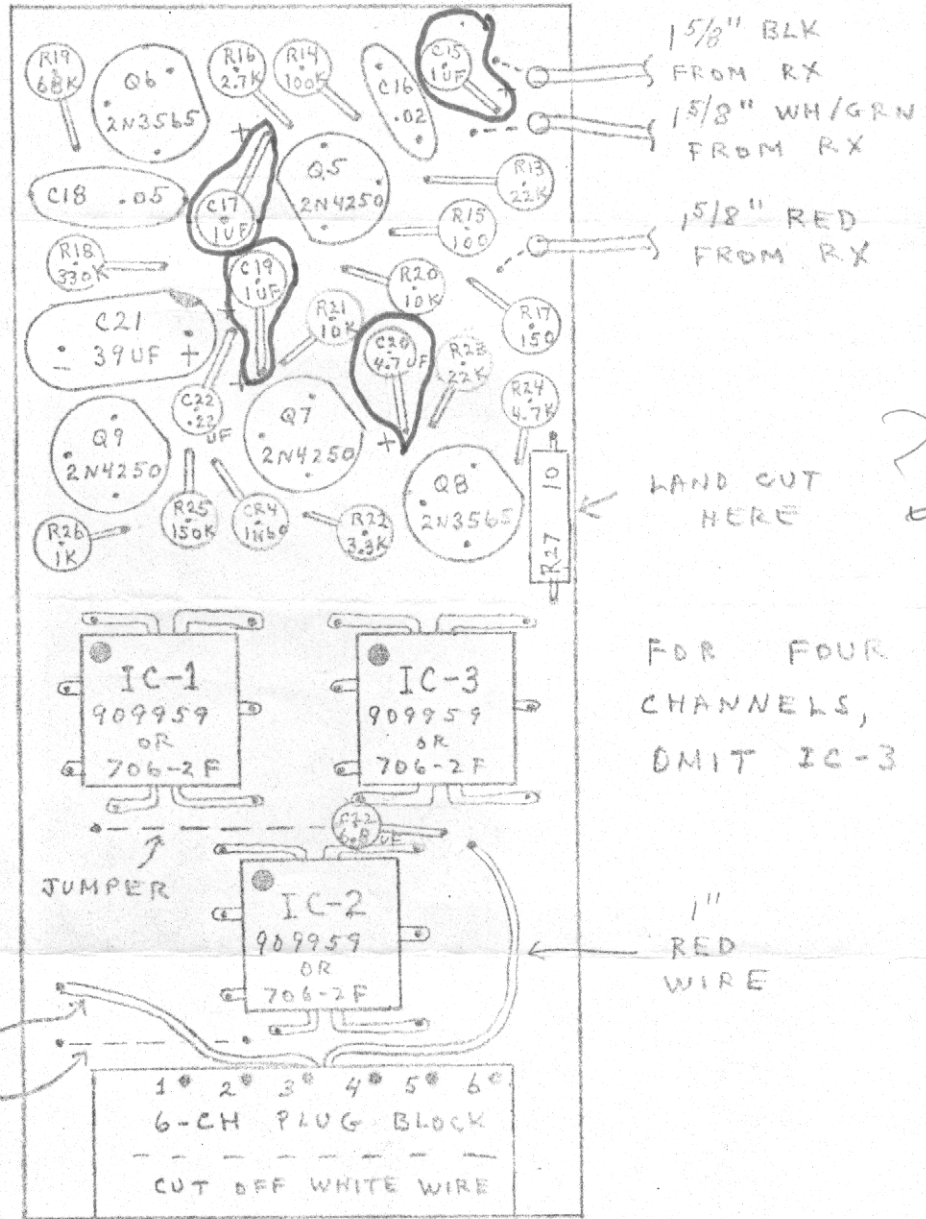 R19
68K
Q6
2N3565
R16
2.7K
R14
100K
C16
.02
C15
1UF
+
1 5/8" BLK
FROM RX
1 5/8" WH/GRN
FROM RX
C18 .05
C17
1UF
+
Q5
2N4250
R13
22K
R15
100
1 5/8" RED
FROM RX
R18
330K
C19
1UF
+
R20
10K
R21
10K
R17
150
C21
- 39UF +
C20
4.7UF
+
R23
22K
R24
4.7K
C22
.22
UF
Q9
2N4250
Q7
2N4250
Q8
2N3565
R27 10
LAND CUT
HERE
?
R26
1K
R25
150K
CR4
1N60
R22
3.3K
IC-1
909959
OR
706-2F
IC-3
909959
OR
706-2F
FOR FOUR
CHANNELS,
OMIT IC-3
6.8UF
JUMPER
IC-2
909959
OR
706-2F
1"
RED
WIRE
1 2 3 4 5 6
6-CH PLUG BLOCK
CUT OFF WHITE WIRE